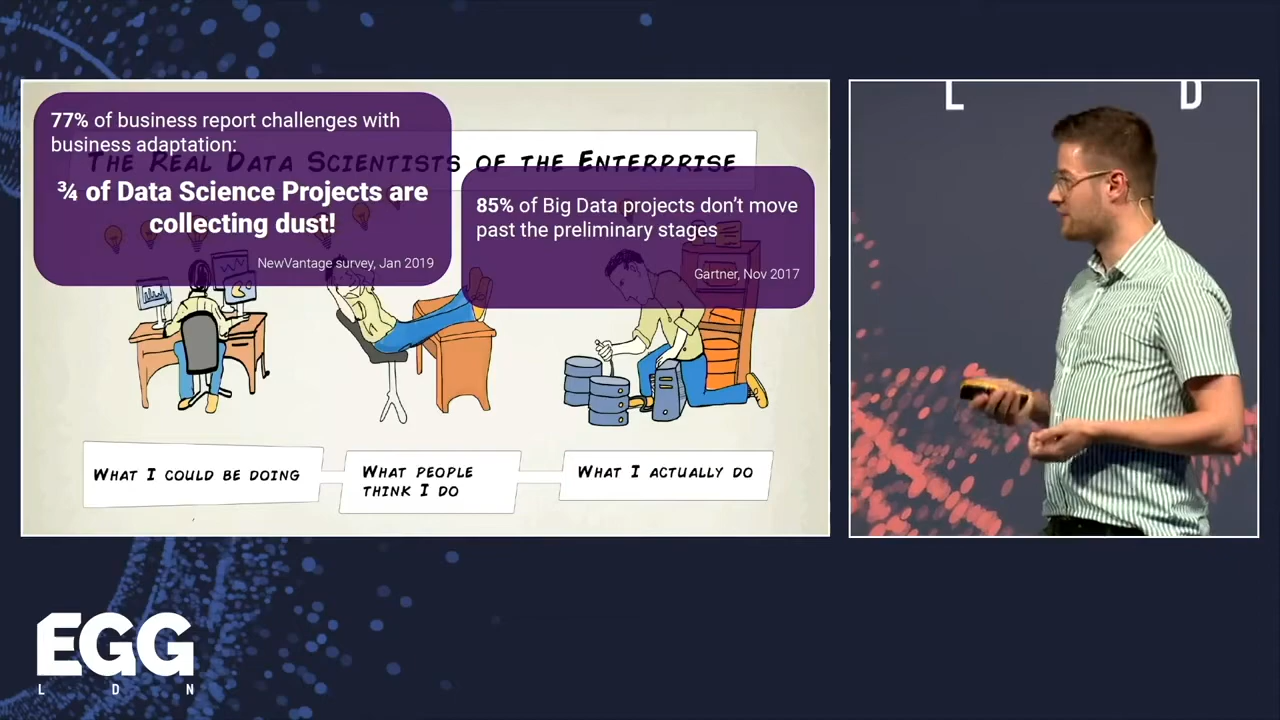 77% of business report challenges with
business adaptation:
The Real Data Scientists of the Enterprise
¾ of Data Science Projects are
collecting dust!
NewVantage survey, Jan 2019
85% of Big Data projects don't move
past the preliminary stages
Gartner, Nov 2017
What I could be doing
What people
think I do
What I actually do
L D
EGG
L D N